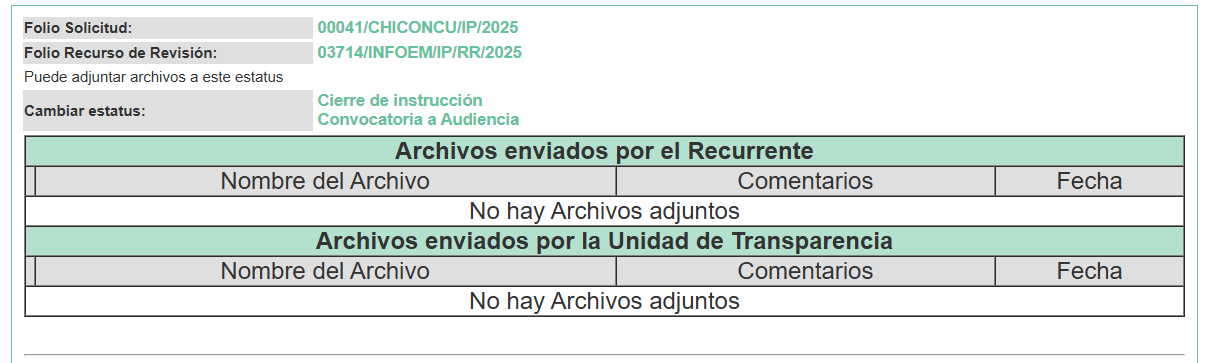 Folio Solicitud: 00041/CHICONCU/IP/2025
Folio Recurso de Revisión: 03714/INFOEM/IP/RR/2025
Puede adjuntar archivos a este estatus
Cambiar estatus: Cierre de instrucción
Convocatoria a Audiencia
Archivos enviados por el Recurrente
Nombre del Archivo Comentarios Fecha
No hay Archivos adjuntos
Archivos enviados por la Unidad de Transparencia
Nombre del Archivo Comentarios Fecha
No hay Archivos adjuntos